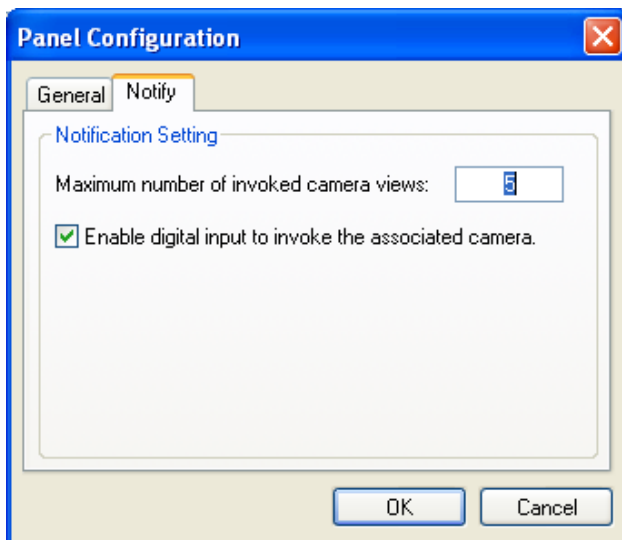 Panel Configuration
General
Notify
Notification Setting
Maximum number of invoked camera views: 5
Enable digital input to invoke the associated camera.
OK
Cancel